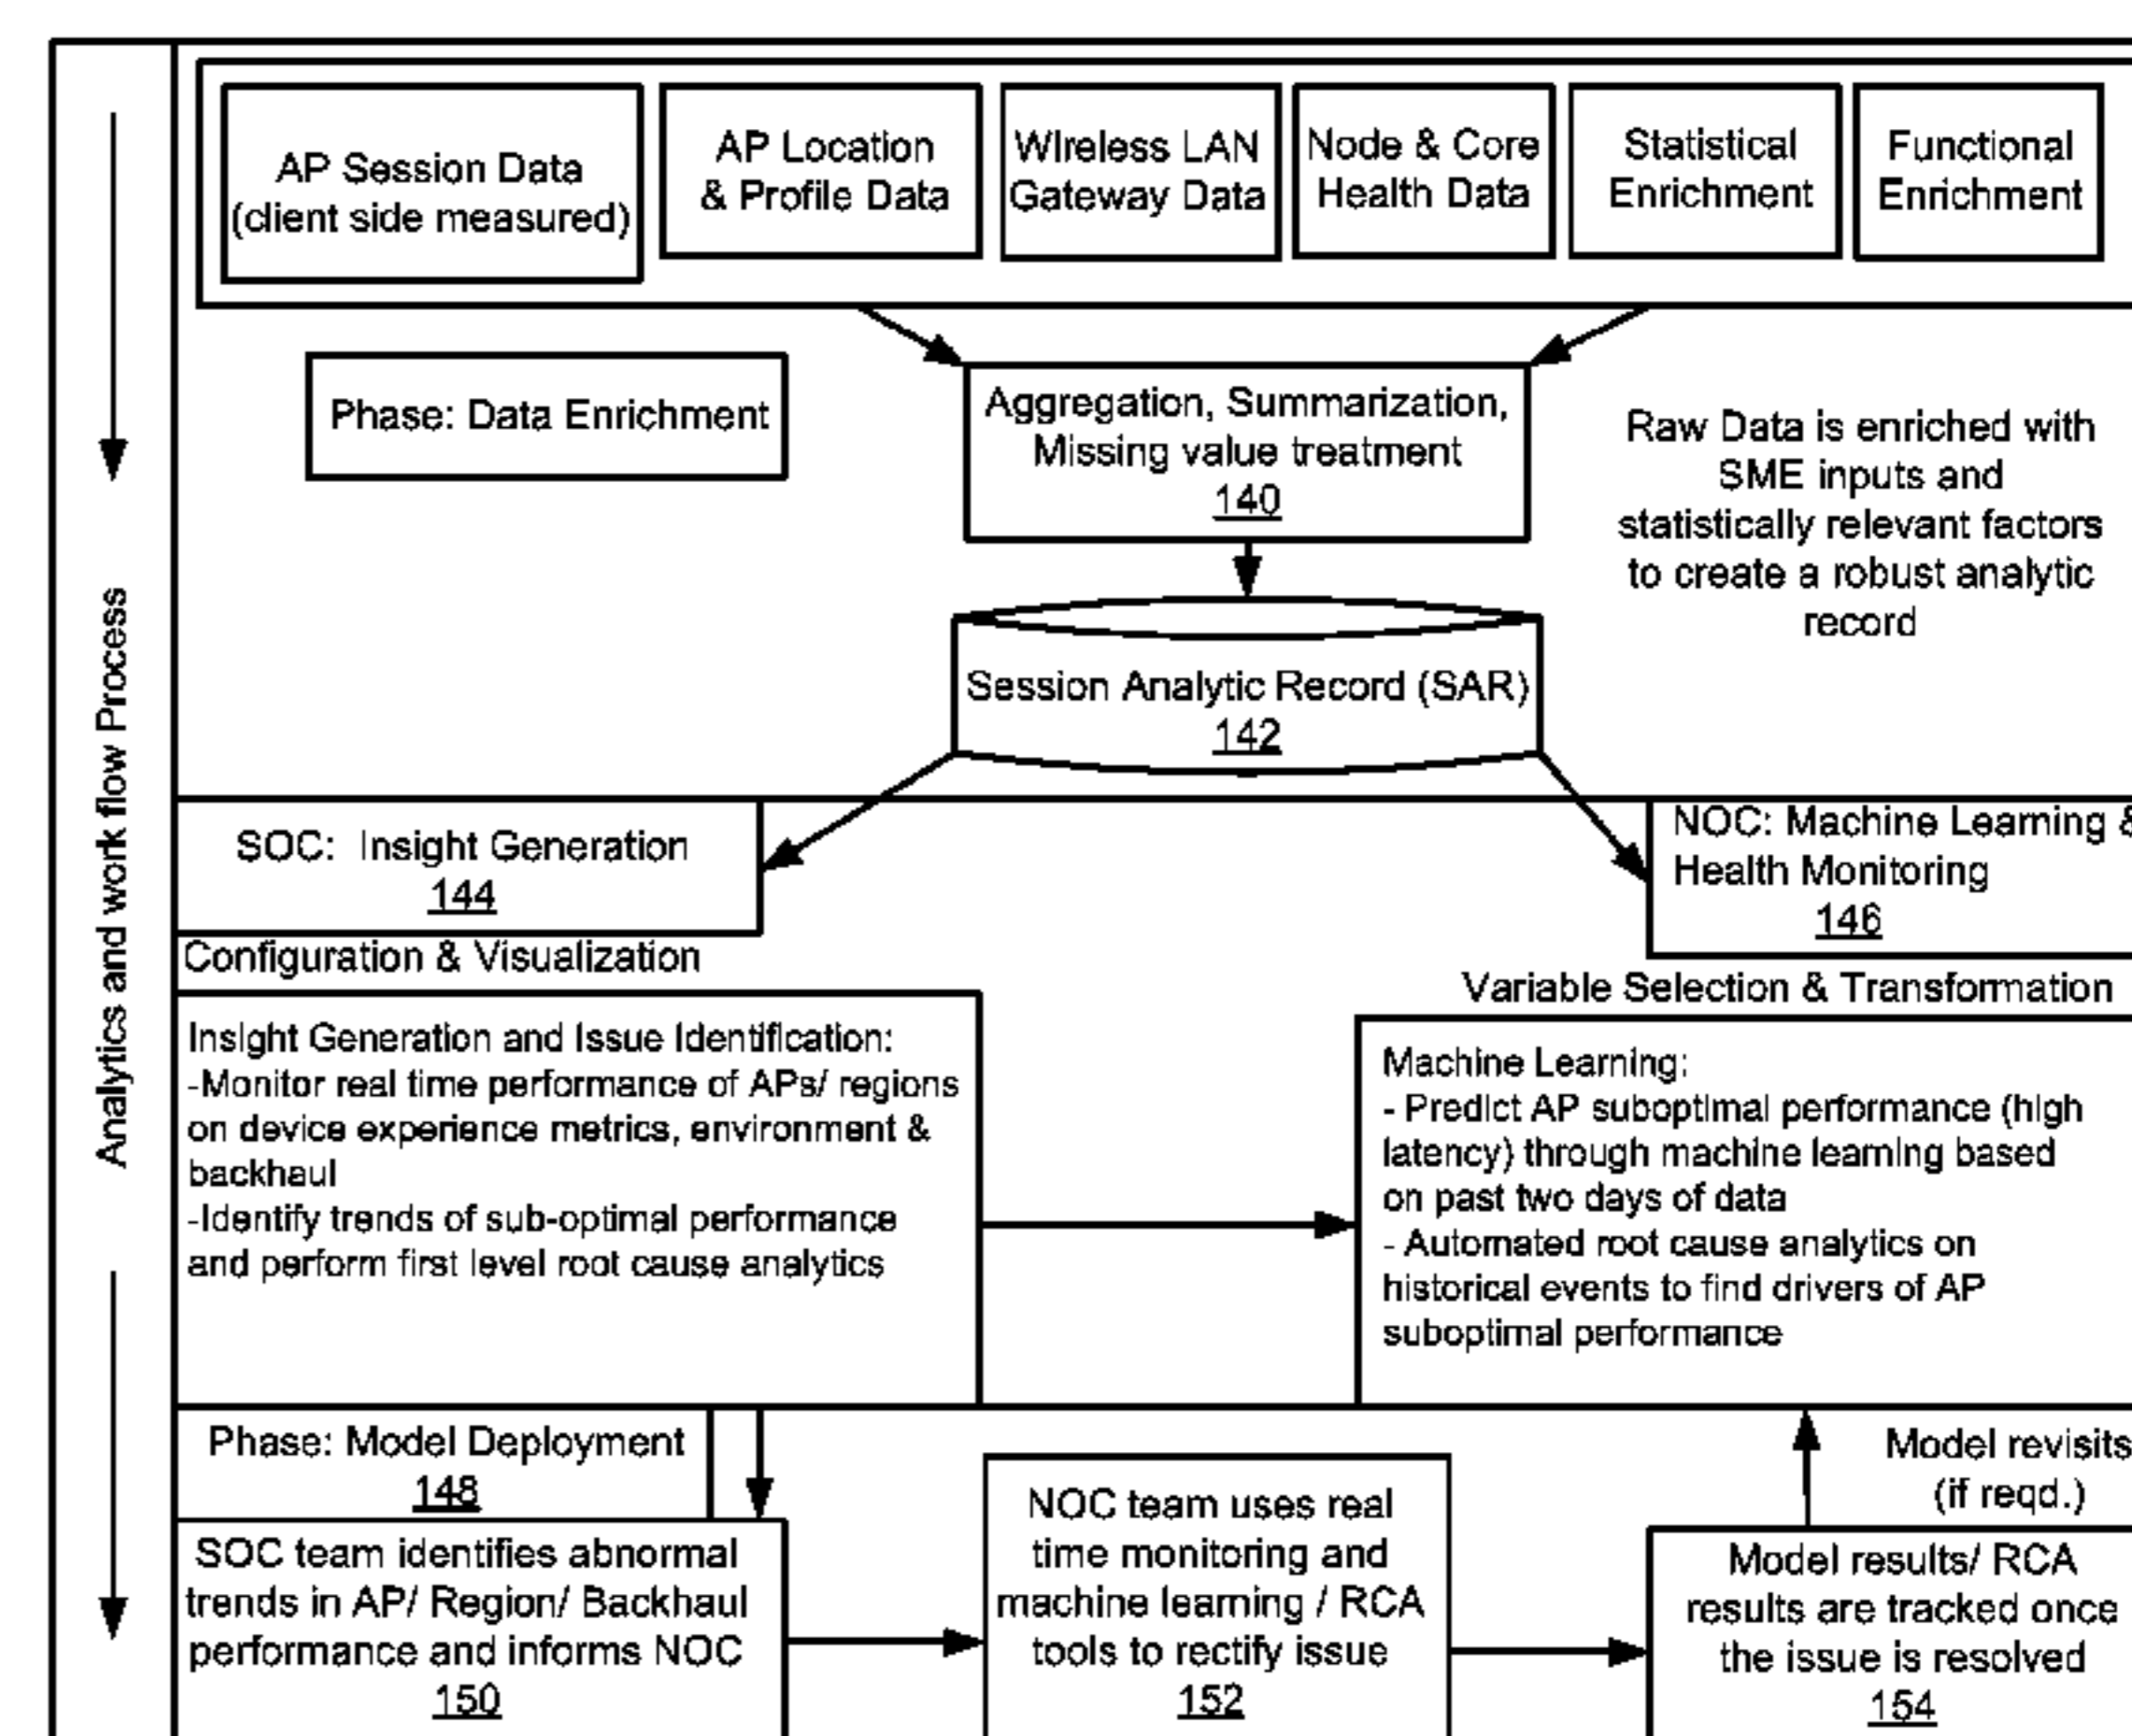 Analytics and work flow Process
AP Session Data
(client side measured)
AP Location
& Profile Data
WIreless LAN
Gateway Data
Node & Core
Health Data
Statistical
Enrichment
Functional
Enrichment
Phase: Data Enrichment
Aggregation, Summarization,
Missing value treatment
140
Raw Data is enriched with
SME inputs and
statistically relevant factors
to create a robust analytic
record
Session Analytic Record (SAR)
142
SOC: Insight Generation
144
NOC: Machine Learning &
Health Monitoring
146
Configuration & Visualization
Variable Selection & Transformation
Insight Generation and Issue Identification:
-Monitor real time performance of APs/ regions
on device experience metrics, environment &
backhaul
-Identify trends of sub-optimal performance
and perform first level root cause analytics
Machine Learning:
- Predict AP suboptimal performance (high
latency) through machine learning based
on past two days of data
- Automated root cause analytics on
historical events to find drivers of AP
suboptimal performance
Phase: Model Deployment
148
Model revisits
(if reqd.)
SOC team identifies abnormal
trends in AP/ Region/ Backhaul
performance and informs NOC
150
NOC team uses real
time monitoring and
machine learning / RCA
tools to rectify issue
152
Model results/ RCA
results are tracked once
the issue is resolved
154